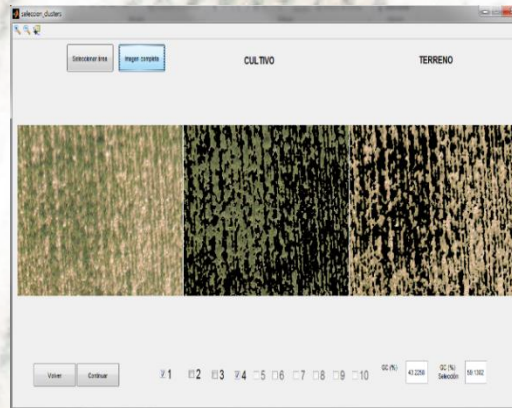 seleccion_clusters
Seleccionar área
Imagen completa
CULTIVO
TERRENO
Volver
Continuar
1
2
3
4
5
6
7
8
9
10
GC (%)
43.2259
GC (%)
Selección